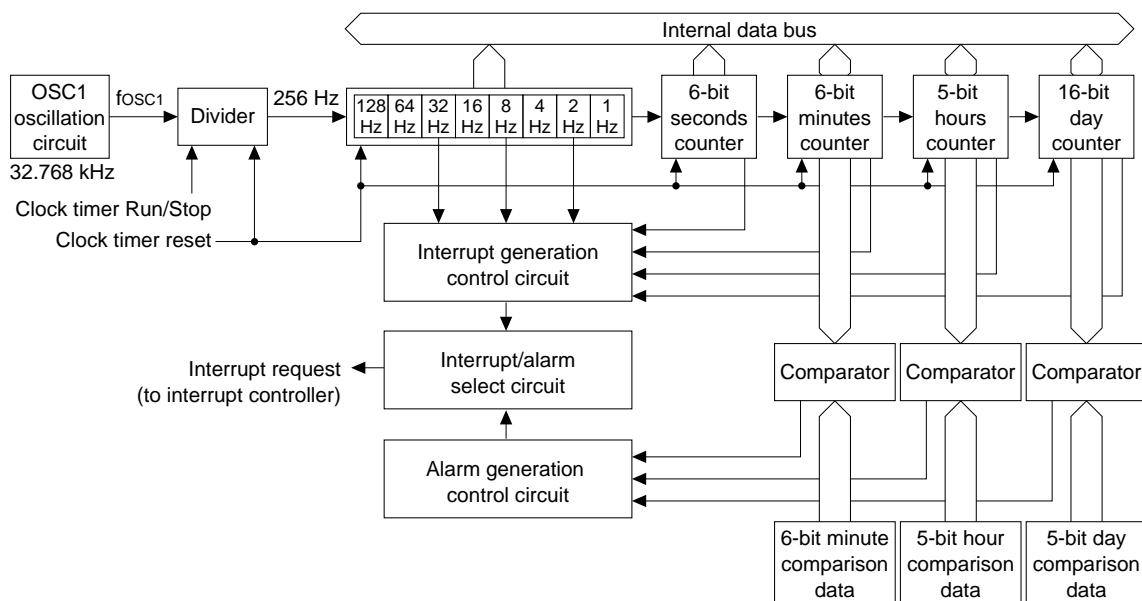 Internal data bus
OSC1
oscillation
circuit
32.768 kHz
fOSC1
Divider
256 Hz
128
Hz
64
Hz
32
Hz
16
Hz
8
Hz
4
Hz
2
Hz
1
Hz
6-bit
seconds
counter
6-bit
minutes
counter
5-bit
hours
counter
16-bit
day
counter
Clock timer Run/Stop
Clock timer reset
Interrupt generation
control circuit
Interrupt request
(to interrupt controller)
Interrupt/alarm
select circuit
Comparator
Comparator
Comparator
Alarm generation
control circuit
6-bit minute
comparison
data
5-bit hour
comparison
data
5-bit day
comparison
data